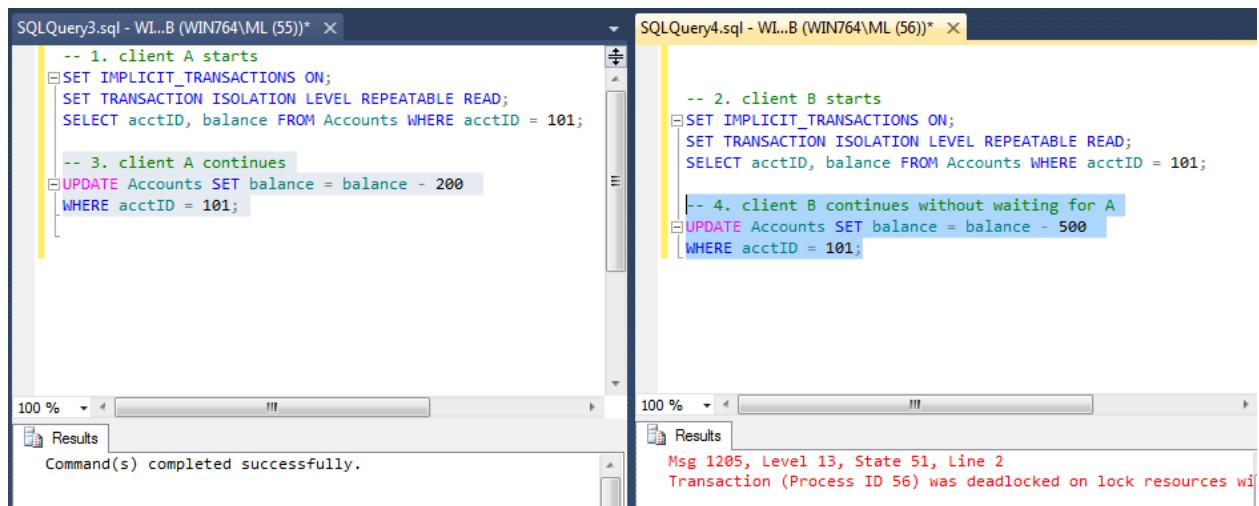 SQLQuery3.sql - WI...B (WIN764\ML (55))*
-- 1. client A starts
SET IMPLICIT_TRANSACTIONS ON;
SET TRANSACTION ISOLATION LEVEL REPEATABLE READ;
SELECT acctID, balance FROM Accounts WHERE acctID = 101;
-- 3. client A continues
UPDATE Accounts SET balance = balance - 200
WHERE acctID = 101;
100 %
Results
Command(s) completed successfully.
SQLQuery4.sql - WI...B (WIN764\ML (56))*
-- 2. client B starts
SET IMPLICIT_TRANSACTIONS ON;
SET TRANSACTION ISOLATION LEVEL REPEATABLE READ;
SELECT acctID, balance FROM Accounts WHERE acctID = 101;
-- 4. client B continues without waiting for A
UPDATE Accounts SET balance = balance - 500
WHERE acctID = 101;
100 %
Results
Msg 1205, Level 13, State 51, Line 2
Transaction (Process ID 56) was deadlocked on lock resources wi